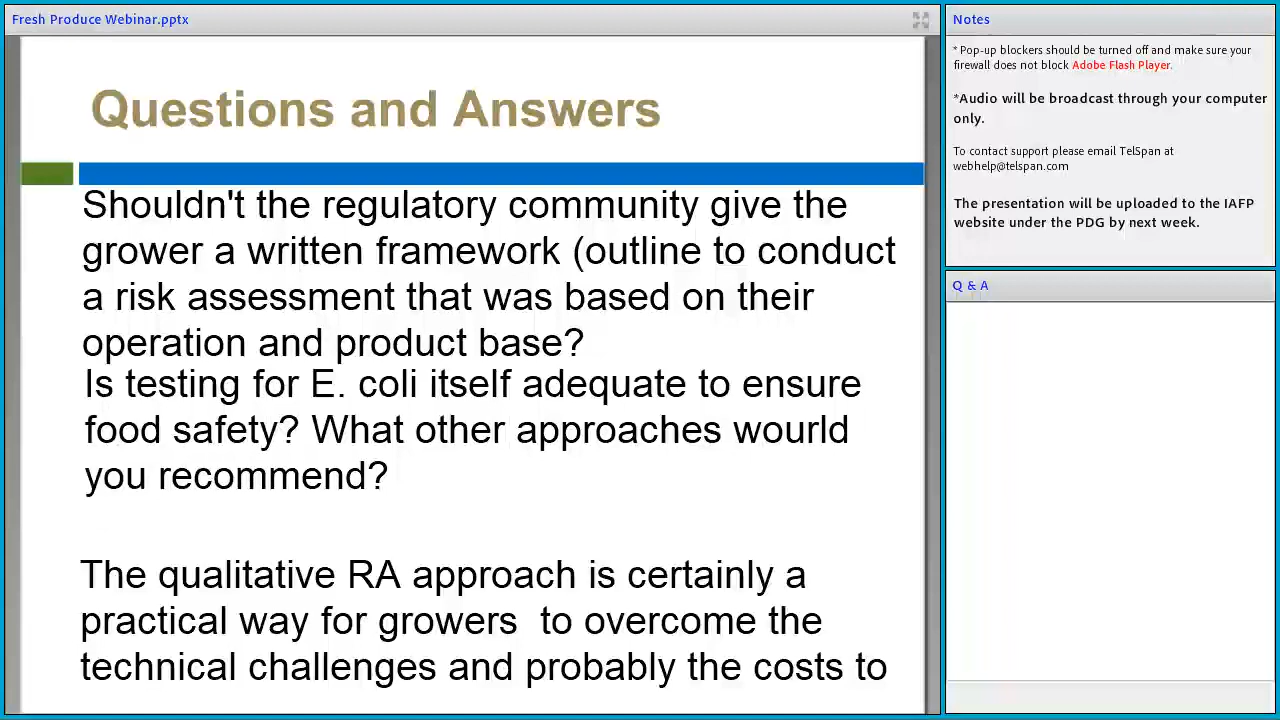 Fresh Produce Webinar.pptx
Questions and Answers
Shouldn't the regulatory community give the
grower a written framework (outline to conduct
a risk assessment that was based on their
operation and product base?
Is testing for E. coli itself adequate to ensure
food safety? What other approaches wourld
you recommend?
The qualitative RA approach is certainly a
practical way for growers  to overcome the
technical challenges and probably the costs to
Notes
* Pop-up blockers should be turned off and make sure your
firewall does not block Adobe Flash Player.
*Audio will be broadcast through your computer
only.
To contact support please email TelSpan at
webhelp@telspan.com
The presentation will be uploaded to the IAFP
website under the PDG by next week.
Q & A